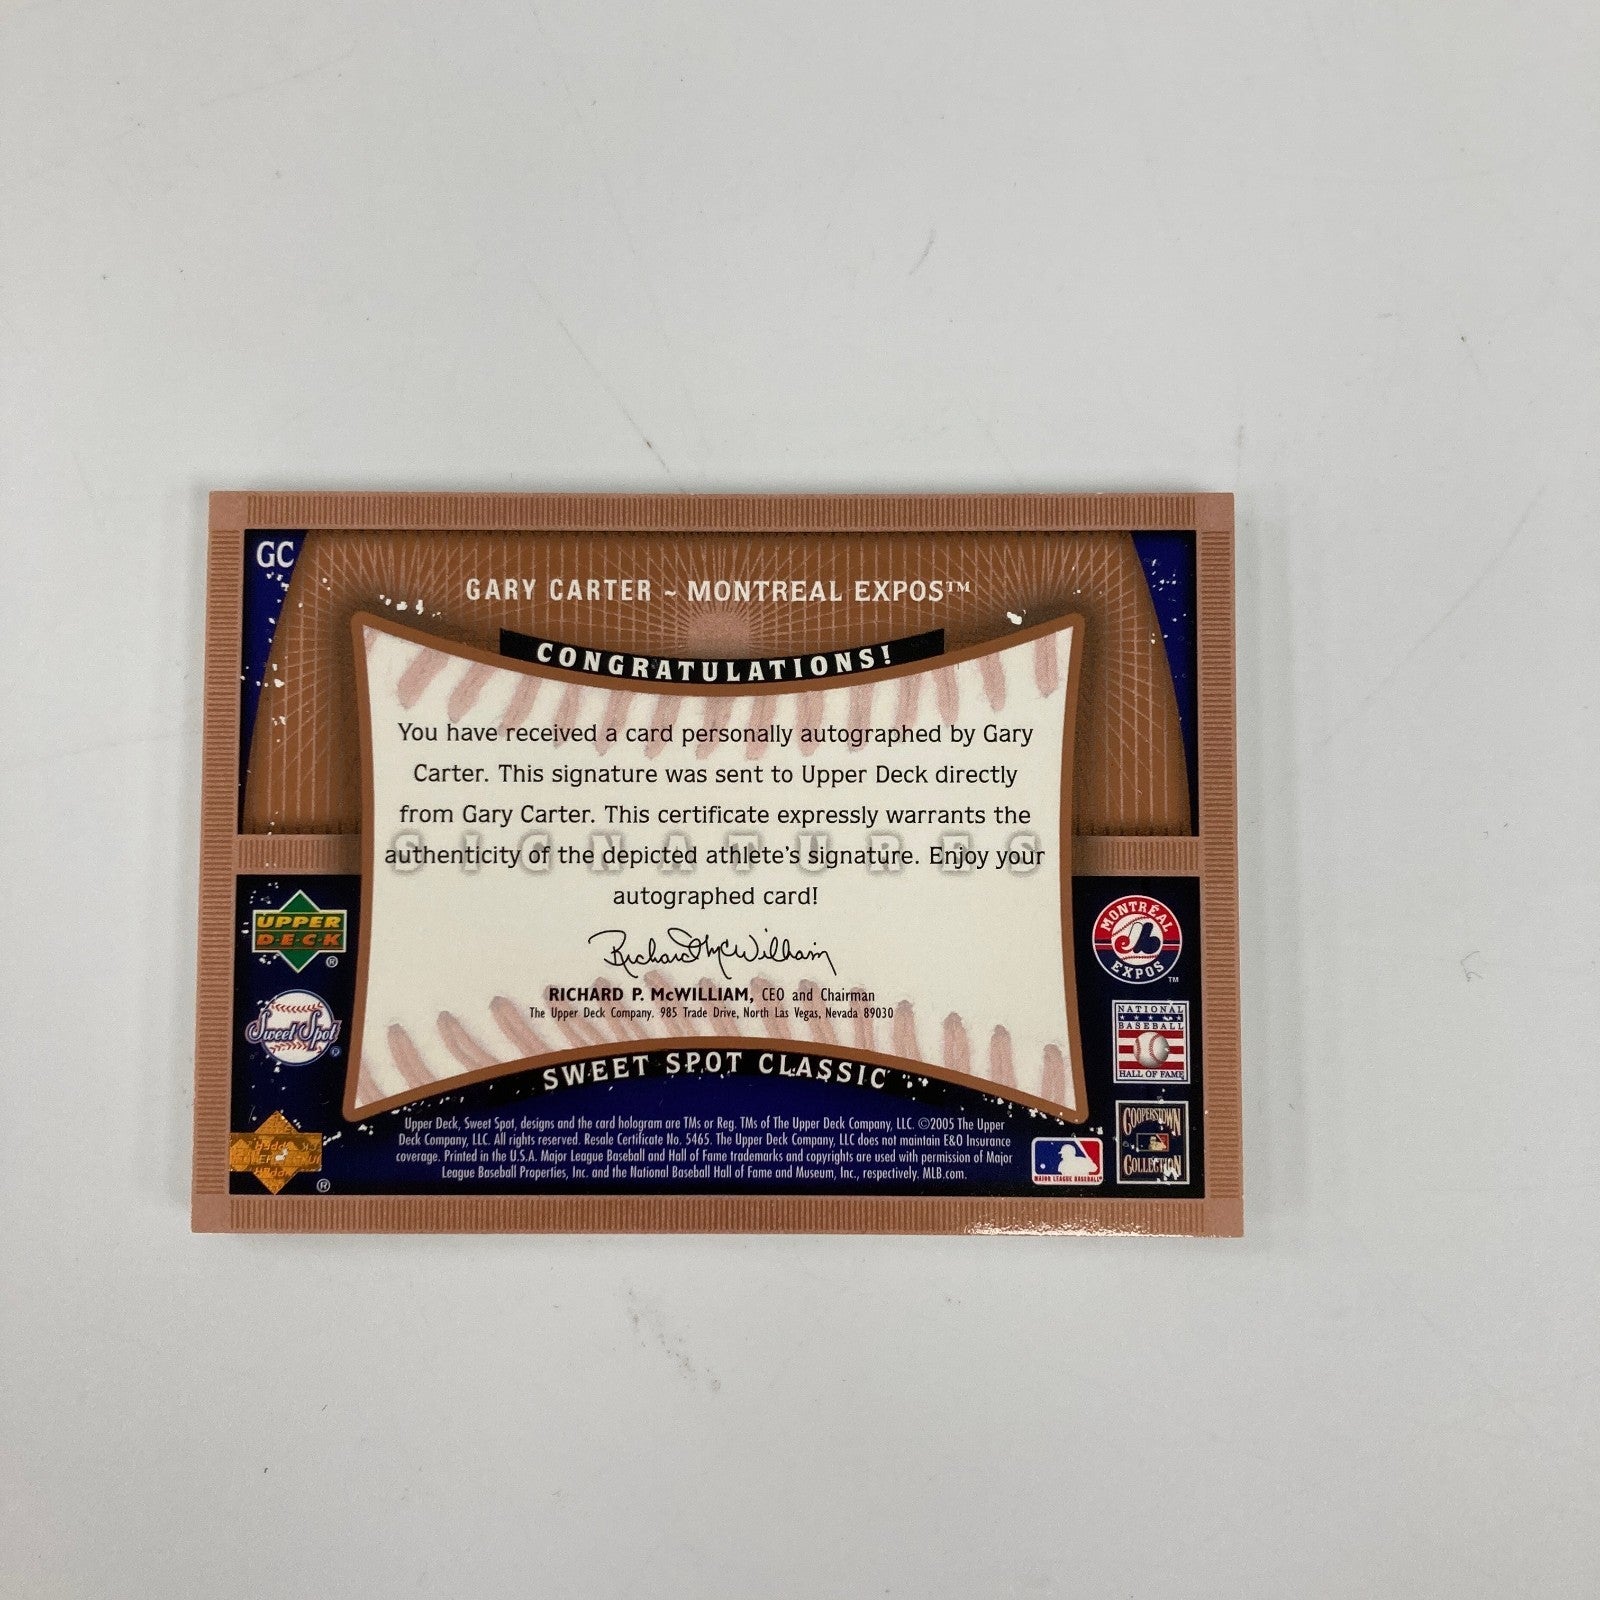 GC
GARY CARTER ~ MONTREAL EXPOS™
CONGRATULATIONS!
You have received a card personally autographed by Gary
Carter. This signature was sent to Upper Deck directly
from Gary Carter. This certificate expressly warrants the
authenticity of the depicted athlete's signature. Enjoy your
autographed card!
SIGNATURES
Richard McWilliam
RICHARD P. McWILLIAM, CEO and Chairman
The Upper Deck Company. 985 Trade Drive, North Las Vegas, Nevada 89030
SWEET SPOT CLASSIC
UPPER
D·E·C·K
®
Sweet Spot
MONTRÉAL
EXPOS
™
NATIONAL
BASEBALL
HALL OF FAME
COOPERSTOWN
COLLECTION
Upper Deck, Sweet Spot, designs and the card hologram are TMs or Reg. TMs of The Upper Deck Company, LLC. ©2005 The Upper
Deck Company, LLC. All rights reserved. Resale Certificate No. 5465. The Upper Deck Company, LLC does not maintain E&O Insurance
coverage. Printed in the U.S.A. Major League Baseball and Hall of Fame trademarks and copyrights are used with permission of Major
League Baseball Properties, Inc. and the National Baseball Hall of Fame and Museum, Inc., respectively. MLB.com.
MAJOR LEAGUE BASEBALL
®